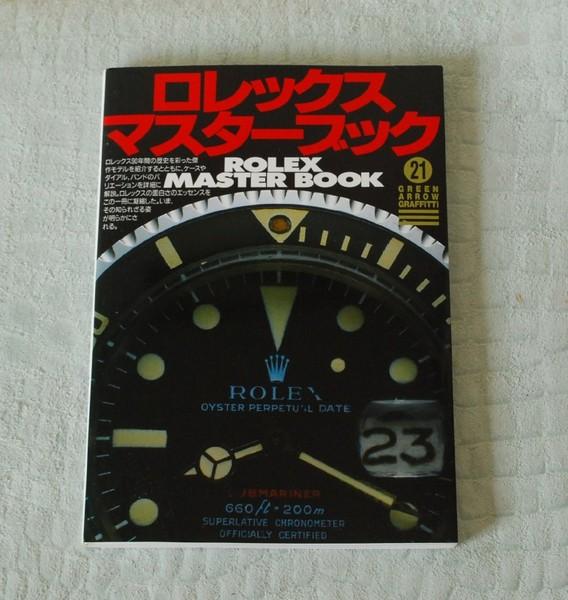 ロレックス
マスターブック
ROLEX
MASTER BOOK
ロレックス90年間の歴史を彩った傑
作モデルを紹介するとともに、ケースや
ダイアル、バンドのバ
リエーションを詳細に
解説。ロレックスの面白さのエッセンスを
この一冊に凝縮した。いま、
その知られざる姿
が明らかにさ
れる。
21
GREEN
ARROW
GRAFFITTI
ROLEX
OYSTER PERPETUAL DATE
23
SUBMARINER
660 ft = 200m
SUPERLATIVE CHRONOMETER
OFFICIALLY CERTIFIED